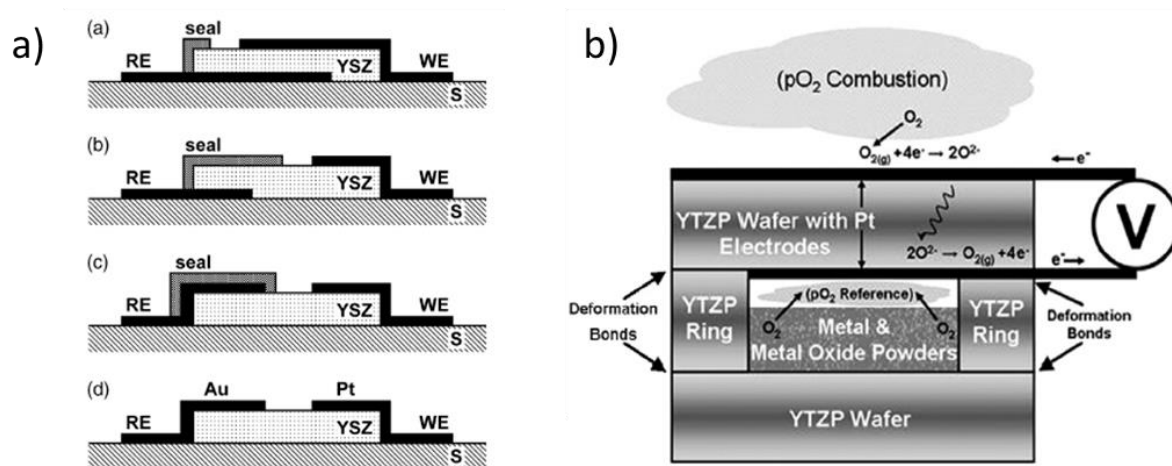 a)
(a)
seal
RE
YSZ
WE
S
(b)
seal
RE
YSZ
WE
S
(c)
seal
RE
YSZ
WE
S
(d)
Au
Pt
RE
YSZ
WE
S
b)
(pO₂ Combustion)
O₂
O₂(g) +4e⁻ → 2O²⁻
← e⁻
YTZP Wafer with Pt
Electrodes
2O²⁻ → O₂(g) +4e⁻
e⁻ →
V
Deformation
Bonds
YTZP
Ring
(pO₂ Reference)
O₂
O₂
Metal &
Metal Oxide Powders
YTZP
Ring
Deformation
Bonds
YTZP Wafer